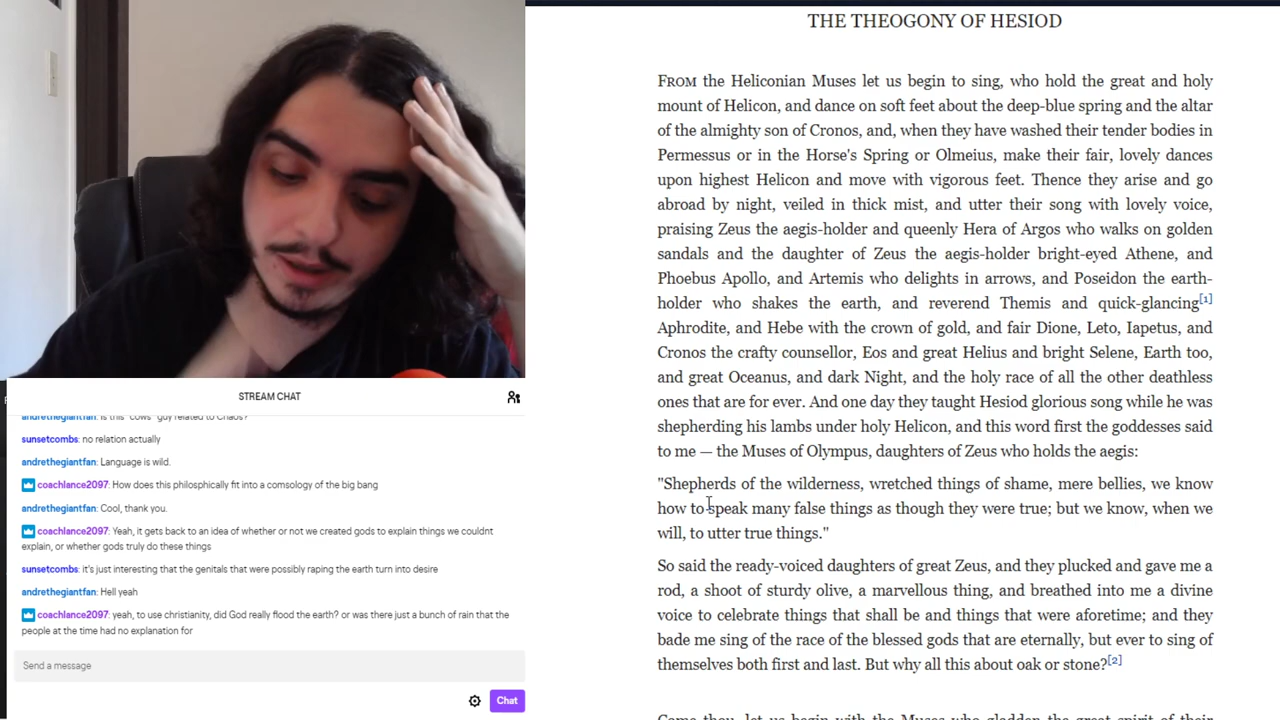 STREAM CHAT
andrethegiantfan: Is this "cows" guy related to Chaos?
sunsetcombs: no relation actually
andrethegiantfan: Language is wild.
coachlance2097: How does this philosphically fit into a comsology of the big bang
andrethegiantfan: Cool, thank you.
coachlance2097: Yeah, it gets back to an idea of whether or not we created gods to explain things we couldnt
explain, or whether gods truly do these things
sunsetcombs: it's just interesting that the genitals that were possibly raping the earth turn into desire
andrethegiantfan: Hell yeah
coachlance2097: yeah, to use christianity, did God really flood the earth? or was there just a bunch of rain that the
people at the time had no explanation for
Send a message
Chat
THE THEOGONY OF HESIOD
FROM the Heliconian Muses let us begin to sing, who hold the great and holy
mount of Helicon, and dance on soft feet about the deep-blue spring and the altar
of the almighty son of Cronos, and, when they have washed their tender bodies in
Permessus or in the Horse's Spring or Olmeius, make their fair, lovely dances
upon highest Helicon and move with vigorous feet. Thence they arise and go
abroad by night, veiled in thick mist, and utter their song with lovely voice,
praising Zeus the aegis-holder and queenly Hera of Argos who walks on golden
sandals and the daughter of Zeus the aegis-holder bright-eyed Athene, and
Phoebus Apollo, and Artemis who delights in arrows, and Poseidon the earth-
holder who shakes the earth, and reverend Themis and quick-glancing[1]
Aphrodite, and Hebe with the crown of gold, and fair Dione, Leto, Iapetus, and
Cronos the crafty counsellor, Eos and great Helius and bright Selene, Earth too,
and great Oceanus, and dark Night, and the holy race of all the other deathless
ones that are for ever. And one day they taught Hesiod glorious song while he was
shepherding his lambs under holy Helicon, and this word first the goddesses said
to me — the Muses of Olympus, daughters of Zeus who holds the aegis:
"Shepherds of the wilderness, wretched things of shame, mere bellies, we know
how to speak many false things as though they were true; but we know, when we
will, to utter true things."
So said the ready-voiced daughters of great Zeus, and they plucked and gave me a
rod, a shoot of sturdy olive, a marvellous thing, and breathed into me a divine
voice to celebrate things that shall be and things that were aforetime; and they
bade me sing of the race of the blessed gods that are eternally, but ever to sing of
themselves both first and last. But why all this about oak or stone?[2]
Come thou, let us begin with the Muses who gladden the great spirit of their